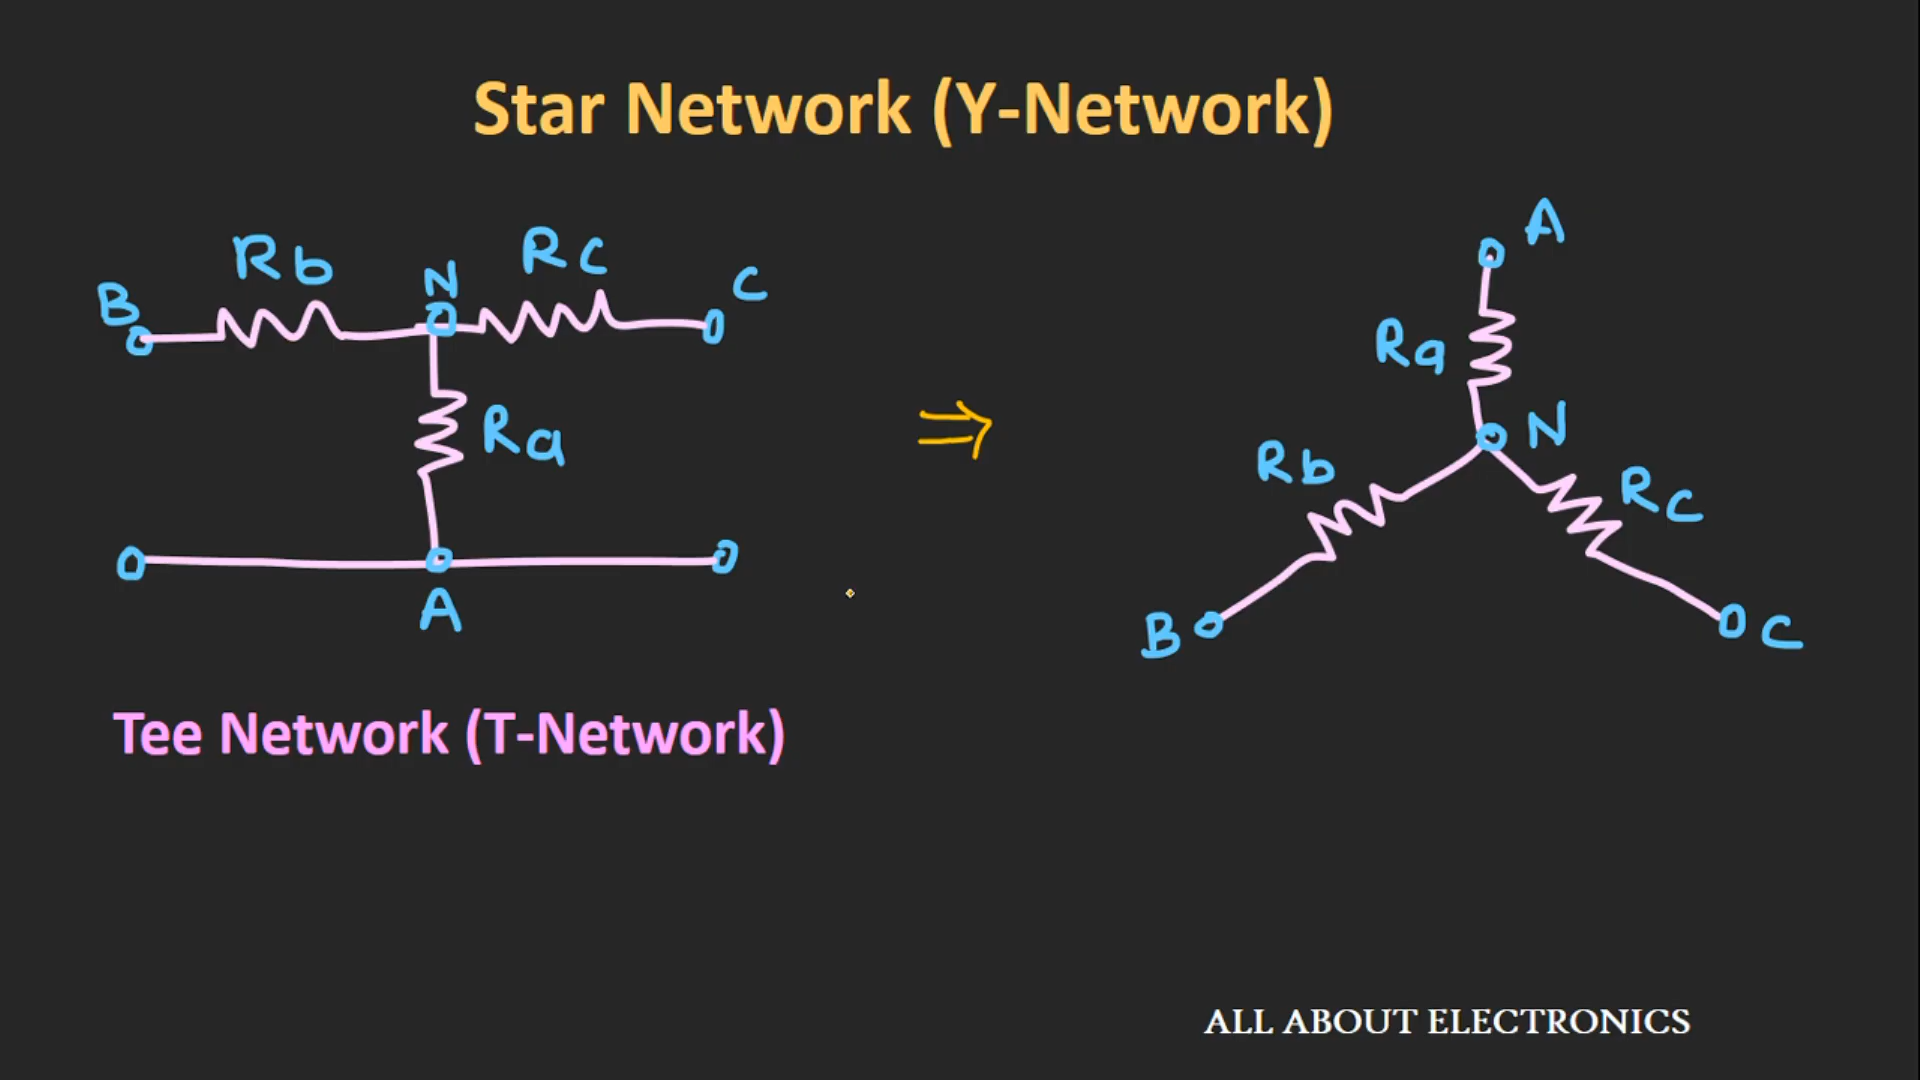 Star Network (Y-Network)
B
Rb
N
Rc
C
Ra
A
Tee Network (T-Network)
A
Ra
N
Rb
Rc
B
C
ALL ABOUT ELECTRONICS